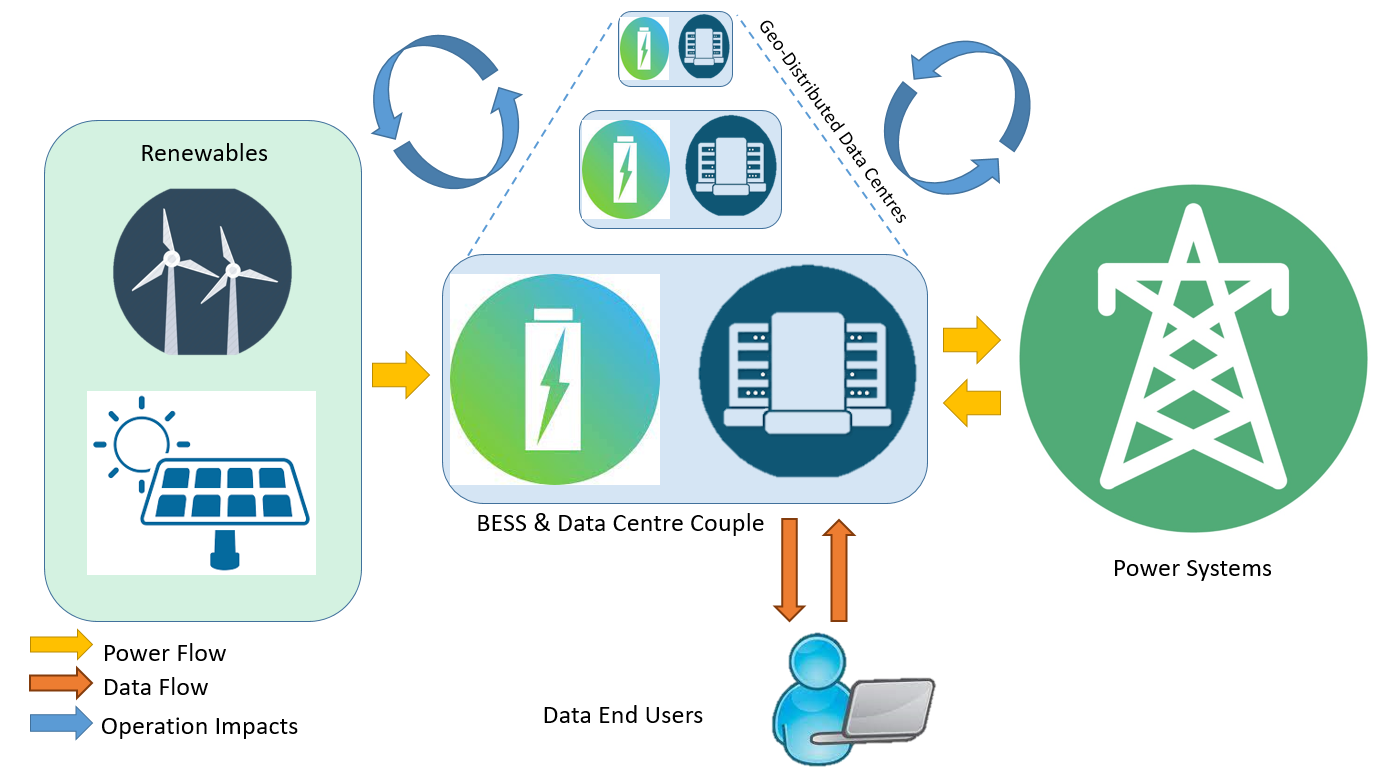 Geo-Distributed Data Centres
Renewables
BESS & Data Centre Couple
Power Systems
Power Flow
Data Flow
Operation Impacts
Data End Users